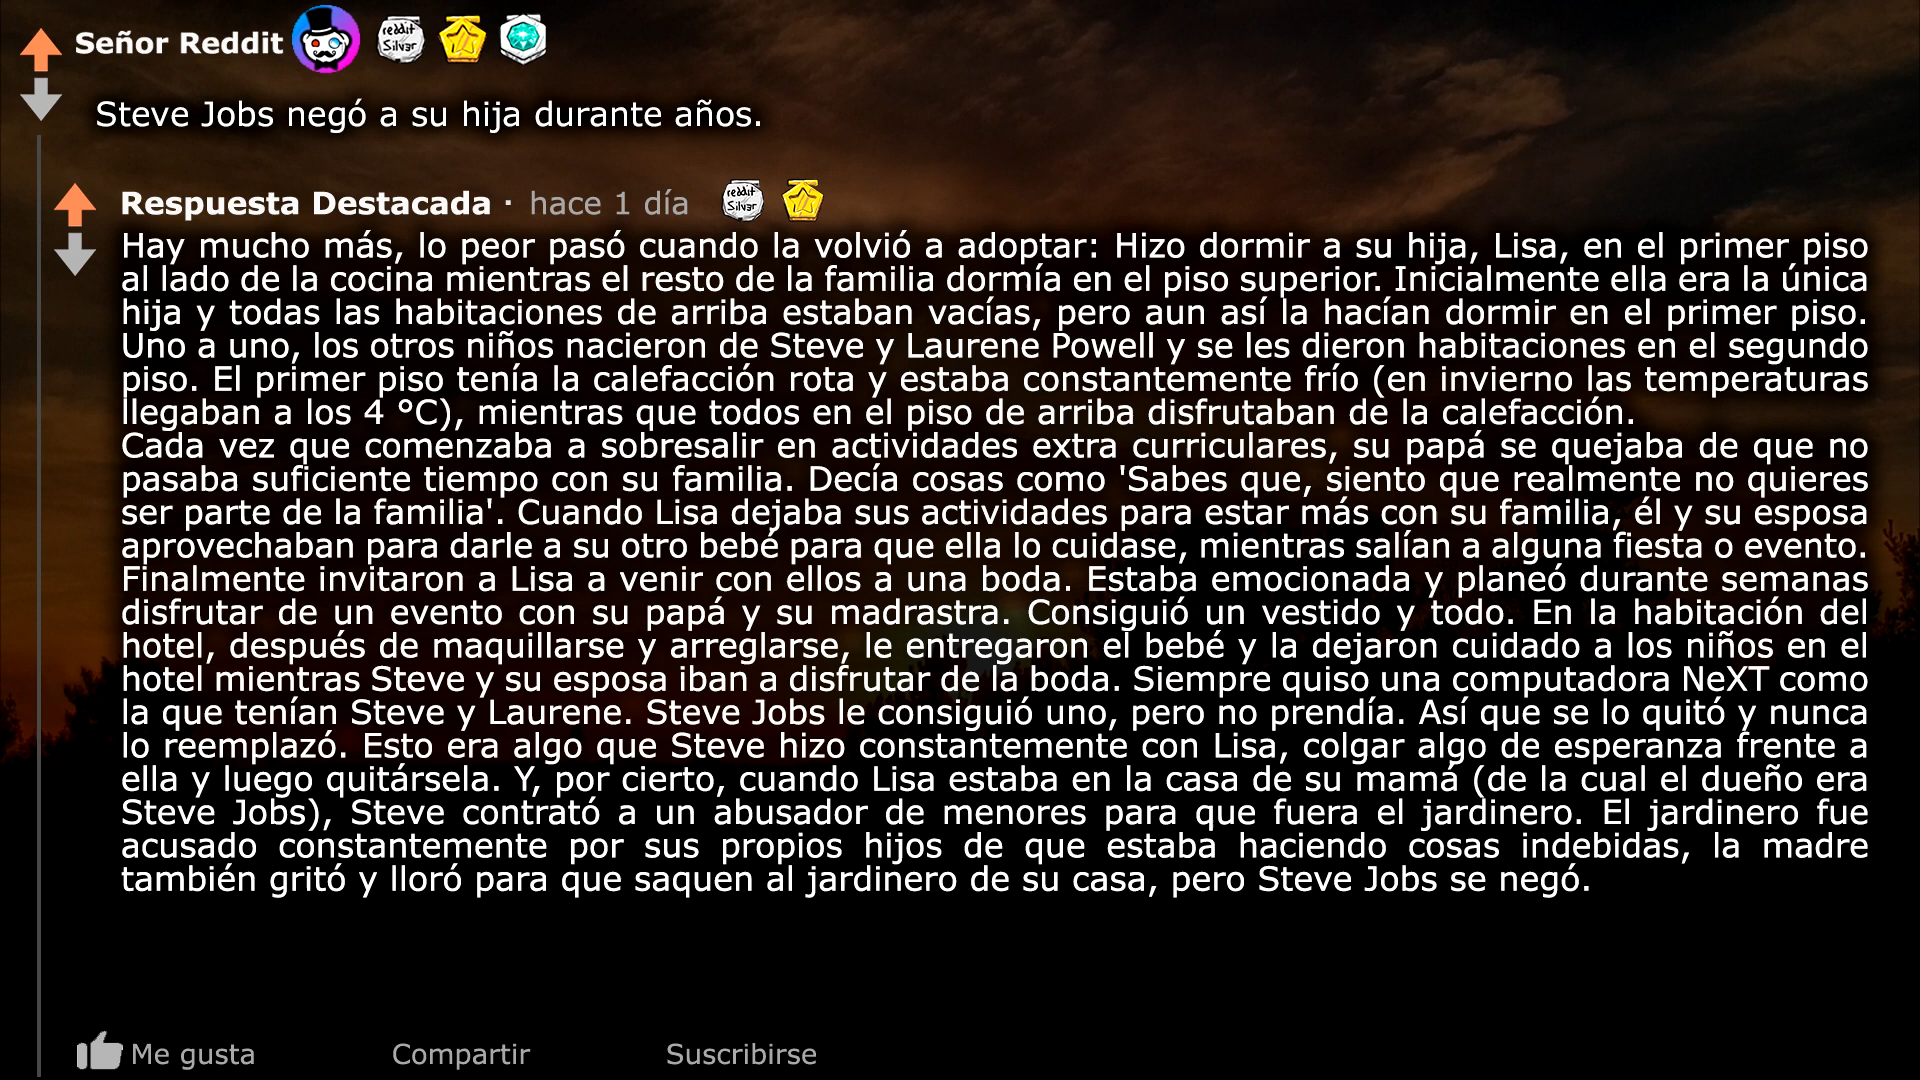 Señor Reddit
reddit
Silvar
Steve Jobs negó a su hija durante años.
Respuesta Destacada · hace 1 día
reddit
Silvar
Hay mucho más, lo peor pasó cuando la volvió a adoptar: Hizo dormir a su hija, Lisa, en el primer piso
al lado de la cocina mientras el resto de la familia dormía en el piso superior. Inicialmente ella era la única
hija y todas las habitaciones de arriba estaban vacías, pero aun así la hacían dormir en el primer piso.
Uno a uno, los otros niños nacieron de Steve y Laurene Powell y se les dieron habitaciones en el segundo
piso. El primer piso tenía la calefacción rota y estaba constantemente frío (en invierno las temperaturas
llegaban a los 4 °C), mientras que todos en el piso de arriba disfrutaban de la calefacción.
Cada vez que comenzaba a sobresalir en actividades extra curriculares, su papá se quejaba de que no
pasaba suficiente tiempo con su familia. Decía cosas como 'Sabes que, siento que realmente no quieres
ser parte de la familia'. Cuando Lisa dejaba sus actividades para estar más con su familia, él y su esposa
aprovechaban para darle a su otro bebé para que ella lo cuidase, mientras salían a alguna fiesta o evento.
Finalmente invitaron a Lisa a venir con ellos a una boda. Estaba emocionada y planeó durante semanas
disfrutar de un evento con su papá y su madrastra. Consiguió un vestido y todo. En la habitación del
hotel, después de maquillarse y arreglarse, le entregaron el bebé y la dejaron cuidado a los niños en el
hotel mientras Steve y su esposa iban a disfrutar de la boda. Siempre quiso una computadora NeXT como
la que tenían Steve y Laurene. Steve Jobs le consiguió uno, pero no prendía. Así que se lo quitó y nunca
lo reemplazó. Esto era algo que Steve hizo constantemente con Lisa, colgar algo de esperanza frente a
ella y luego quitársela. Y, por cierto, cuando Lisa estaba en la casa de su mamá (de la cual el dueño era
Steve Jobs), Steve contrató a un abusador de menores para que fuera el jardinero. El jardinero fue
acusado constantemente por sus propios hijos de que estaba haciendo cosas indebidas, la madre
también gritó y lloró para que saquen al jardinero de su casa, pero Steve Jobs se negó.
Me gusta Compartir Suscribirse